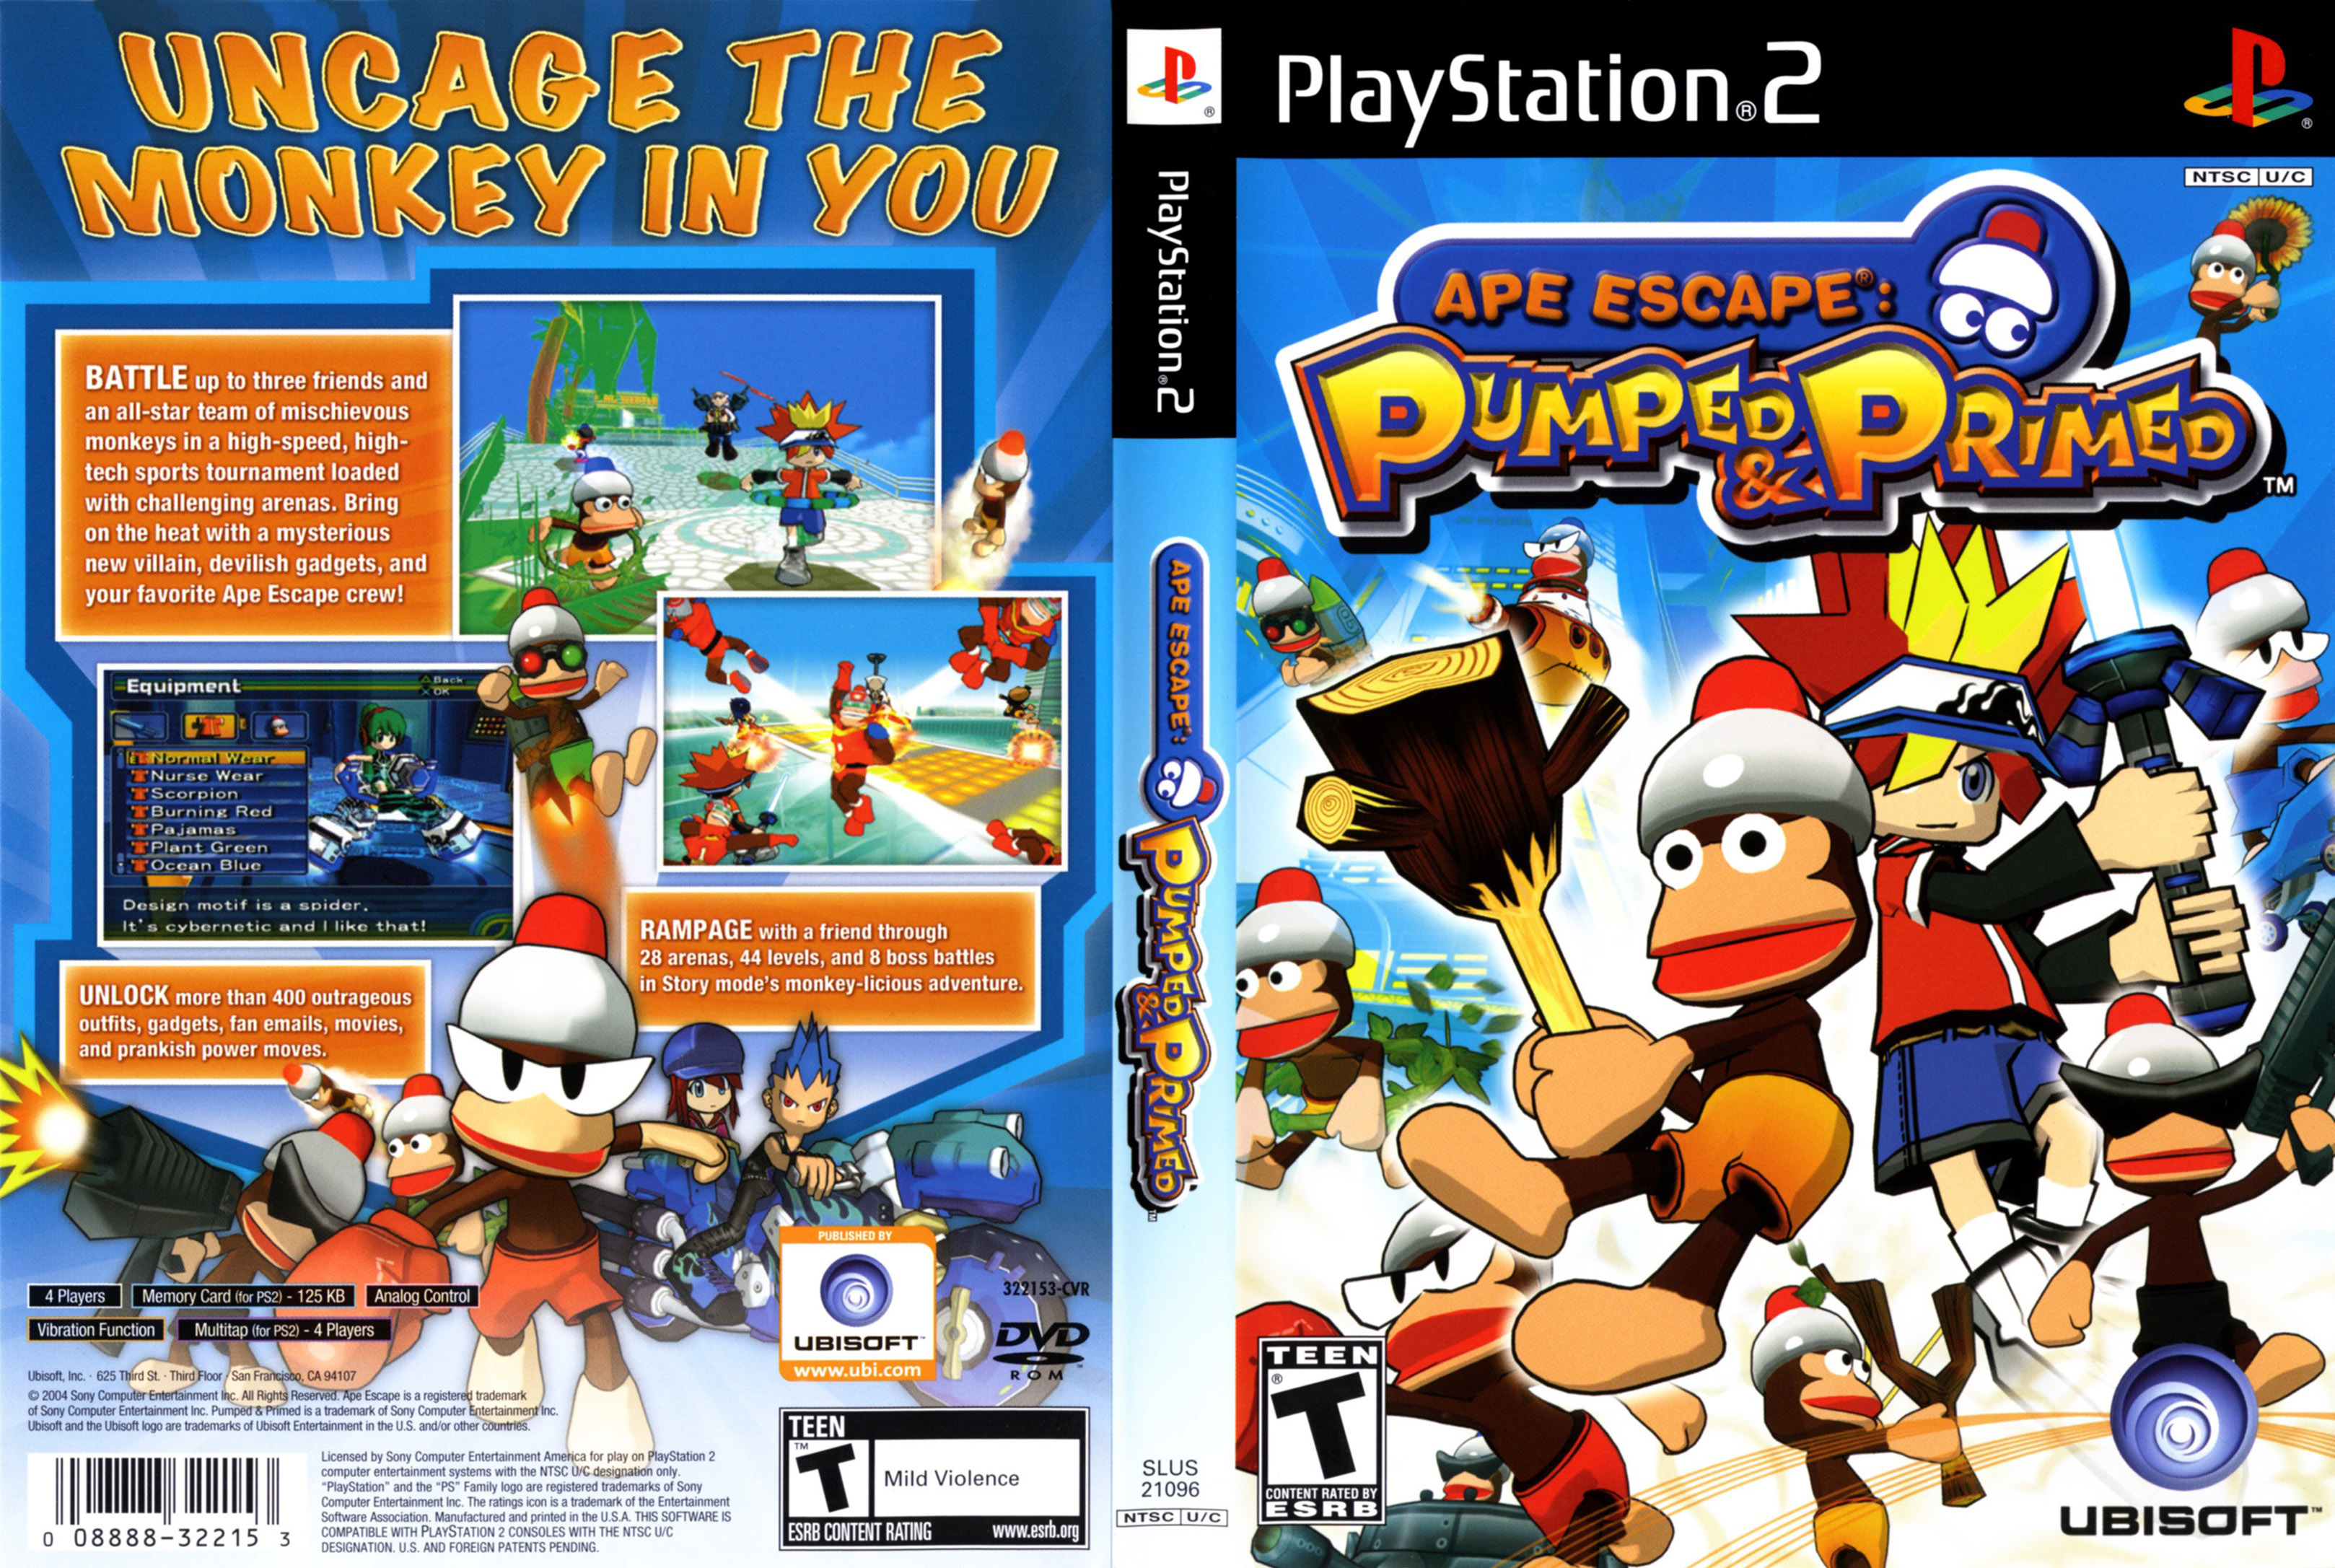 UNCAGE THE
MONKEY IN YOU
BATTLE up to three friends and
an all-star team of mischievous
monkeys in a high-speed, high-
tech sports tournament loaded
with challenging arenas. Bring
on the heat with a mysterious
new villain, devilish gadgets, and
your favorite Ape Escape crew!
Equipment
△Back
×OK
Normal Wear
Nurse Wear
Scorpion
Burning Red
Pajamas
Plant Green
Ocean Blue
Design motif is a spider.
It's cybernetic and I like that!
RAMPAGE with a friend through
28 arenas, 44 levels, and 8 boss battles
in Story mode's monkey-licious adventure.
UNLOCK more than 400 outrageous
outfits, gadgets, fan emails, movies,
and prankish power moves.
4 Players
Memory Card (for PS2) - 125 KB
Analog Control
Vibration Function
Multitap (for PS2) - 4 Players
PUBLISHED BY
UBISOFT™
www.ubi.com
322153-CVR
DVD
ROM
Ubisoft, Inc. · 625 Third St. · Third Floor · San Francisco, CA 94107
© 2004 Sony Computer Entertainment Inc. All Rights Reserved. Ape Escape is a registered trademark
of Sony Computer Entertainment Inc. Pumped & Primed is a trademark of Sony Computer Entertainment Inc.
Ubisoft and the Ubisoft logo are trademarks of Ubisoft Entertainment in the U.S. and/or other countries.
Licensed by Sony Computer Entertainment America for play on PlayStation 2
computer entertainment systems with the NTSC U/C designation only.
"PlayStation" and the "PS" Family logo are registered trademarks of Sony
Computer Entertainment Inc. The ratings icon is a trademark of the Entertainment
Software Association. Manufactured and printed in the U.S.A. THIS SOFTWARE IS
COMPATIBLE WITH PLAYSTATION 2 CONSOLES WITH THE NTSC U/C
DESIGNATION. U.S. AND FOREIGN PATENTS PENDING.
0 08888-32215 3
TEEN
T™
Mild Violence
ESRB CONTENT RATING www.esrb.org
PlayStation®2
APE ESCAPE®:
PUMPED & PRIMED™
SLUS
21096
NTSC U/C
PlayStation®2
NTSC U/C
APE ESCAPE®:
PUMPED & PRIMED™
TEEN
T®
CONTENT RATED BY
ESRB
UBISOFT™